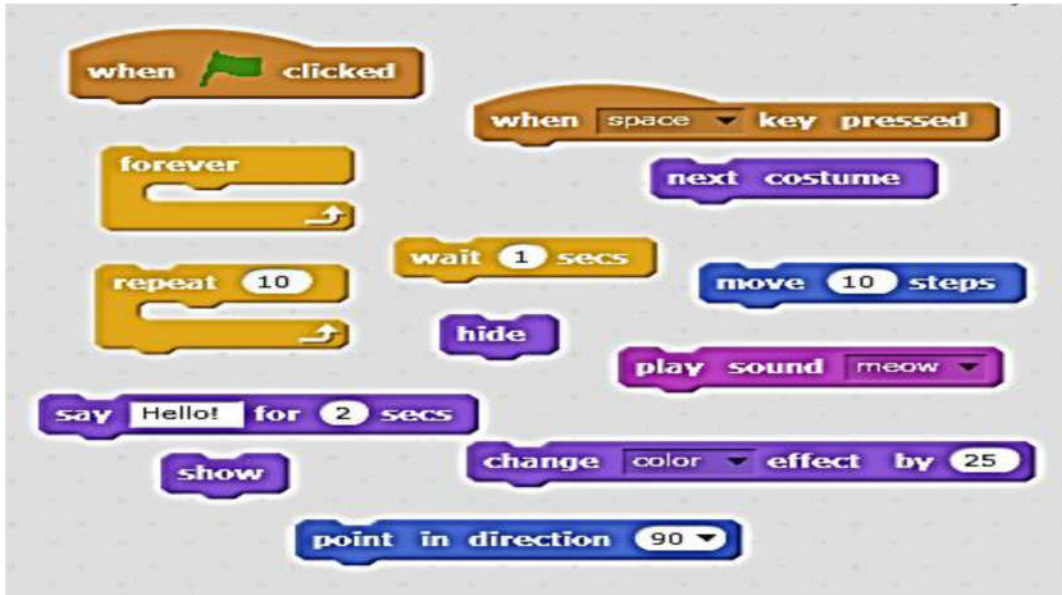 when clicked
when space key pressed
forever
next costume
wait 1 secs
repeat 10
move 10 steps
hide
play sound meow
say Hello! for 2 secs
change color effect by 25
show
point in direction 90